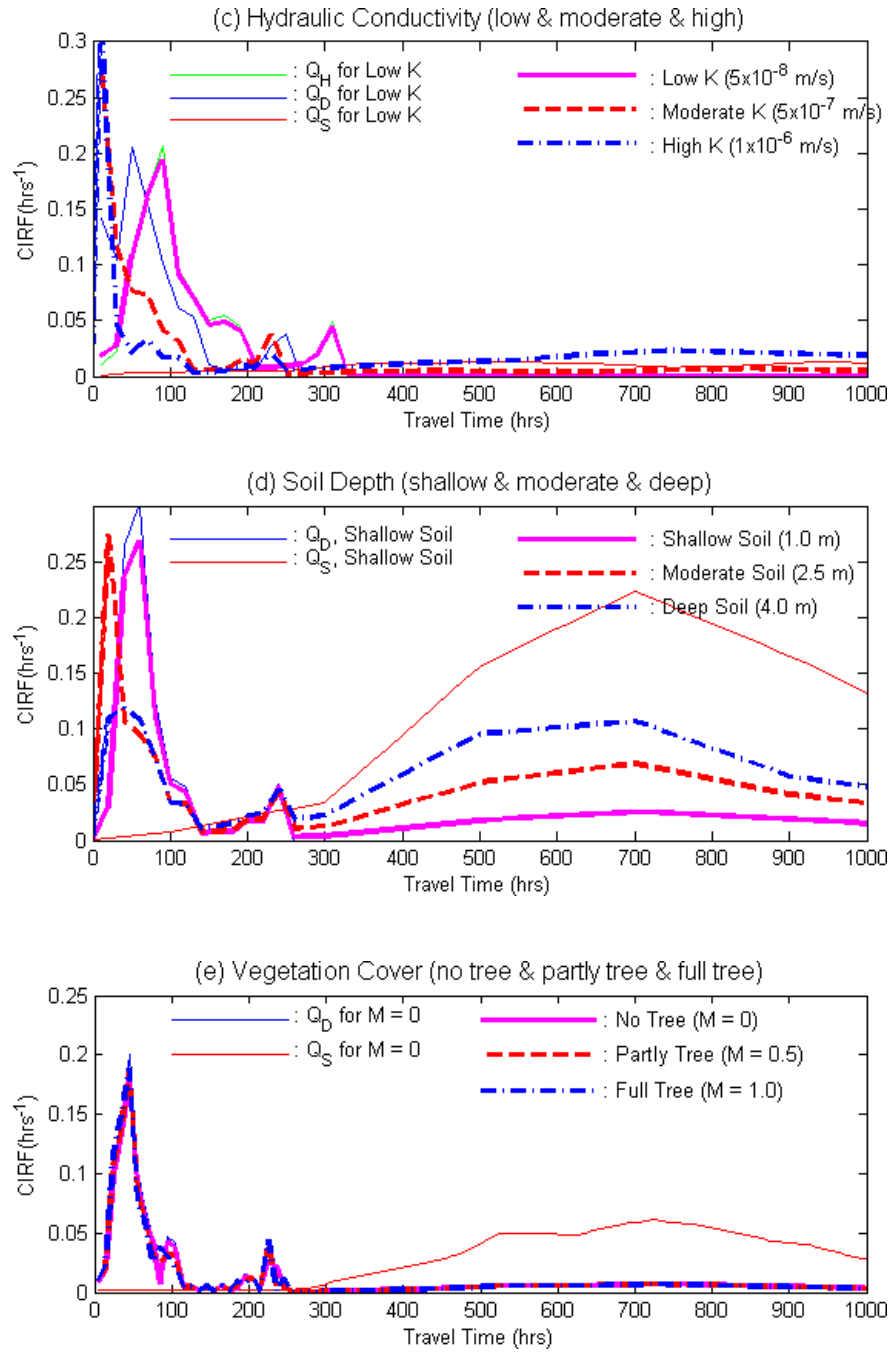 (c) Hydraulic Conductivity (low & moderate & high)
0.3
0.25
0.2
0.15
0.1
0.05
0
CIRF(hrs⁻¹)
: Q_H for Low K
: Q_D for Low K
: Q_S for Low K
: Low K (5x10⁻⁸ m/s)
: Moderate K (5x10⁻⁷ m/s)
: High K (1x10⁻⁶ m/s)
0 100 200 300 400 500 600 700 800 900 1000
Travel Time (hrs)
(d) Soil Depth (shallow & moderate & deep)
0.25
0.2
0.15
0.1
0.05
0
CIRF(hrs⁻¹)
: Q_D, Shallow Soil
: Q_S, Shallow Soil
: Shallow Soil (1.0 m)
: Moderate Soil (2.5 m)
: Deep Soil (4.0 m)
0 100 200 300 400 500 600 700 800 900 1000
Travel Time (hrs)
(e) Vegetation Cover (no tree & partly tree & full tree)
0.25
0.2
0.15
0.1
0.05
0
CIRF(hrs⁻¹)
: Q_D for M = 0
: Q_S for M = 0
: No Tree (M = 0)
: Partly Tree (M = 0.5)
: Full Tree (M = 1.0)
0 100 200 300 400 500 600 700 800 900 1000
Travel Time (hrs)